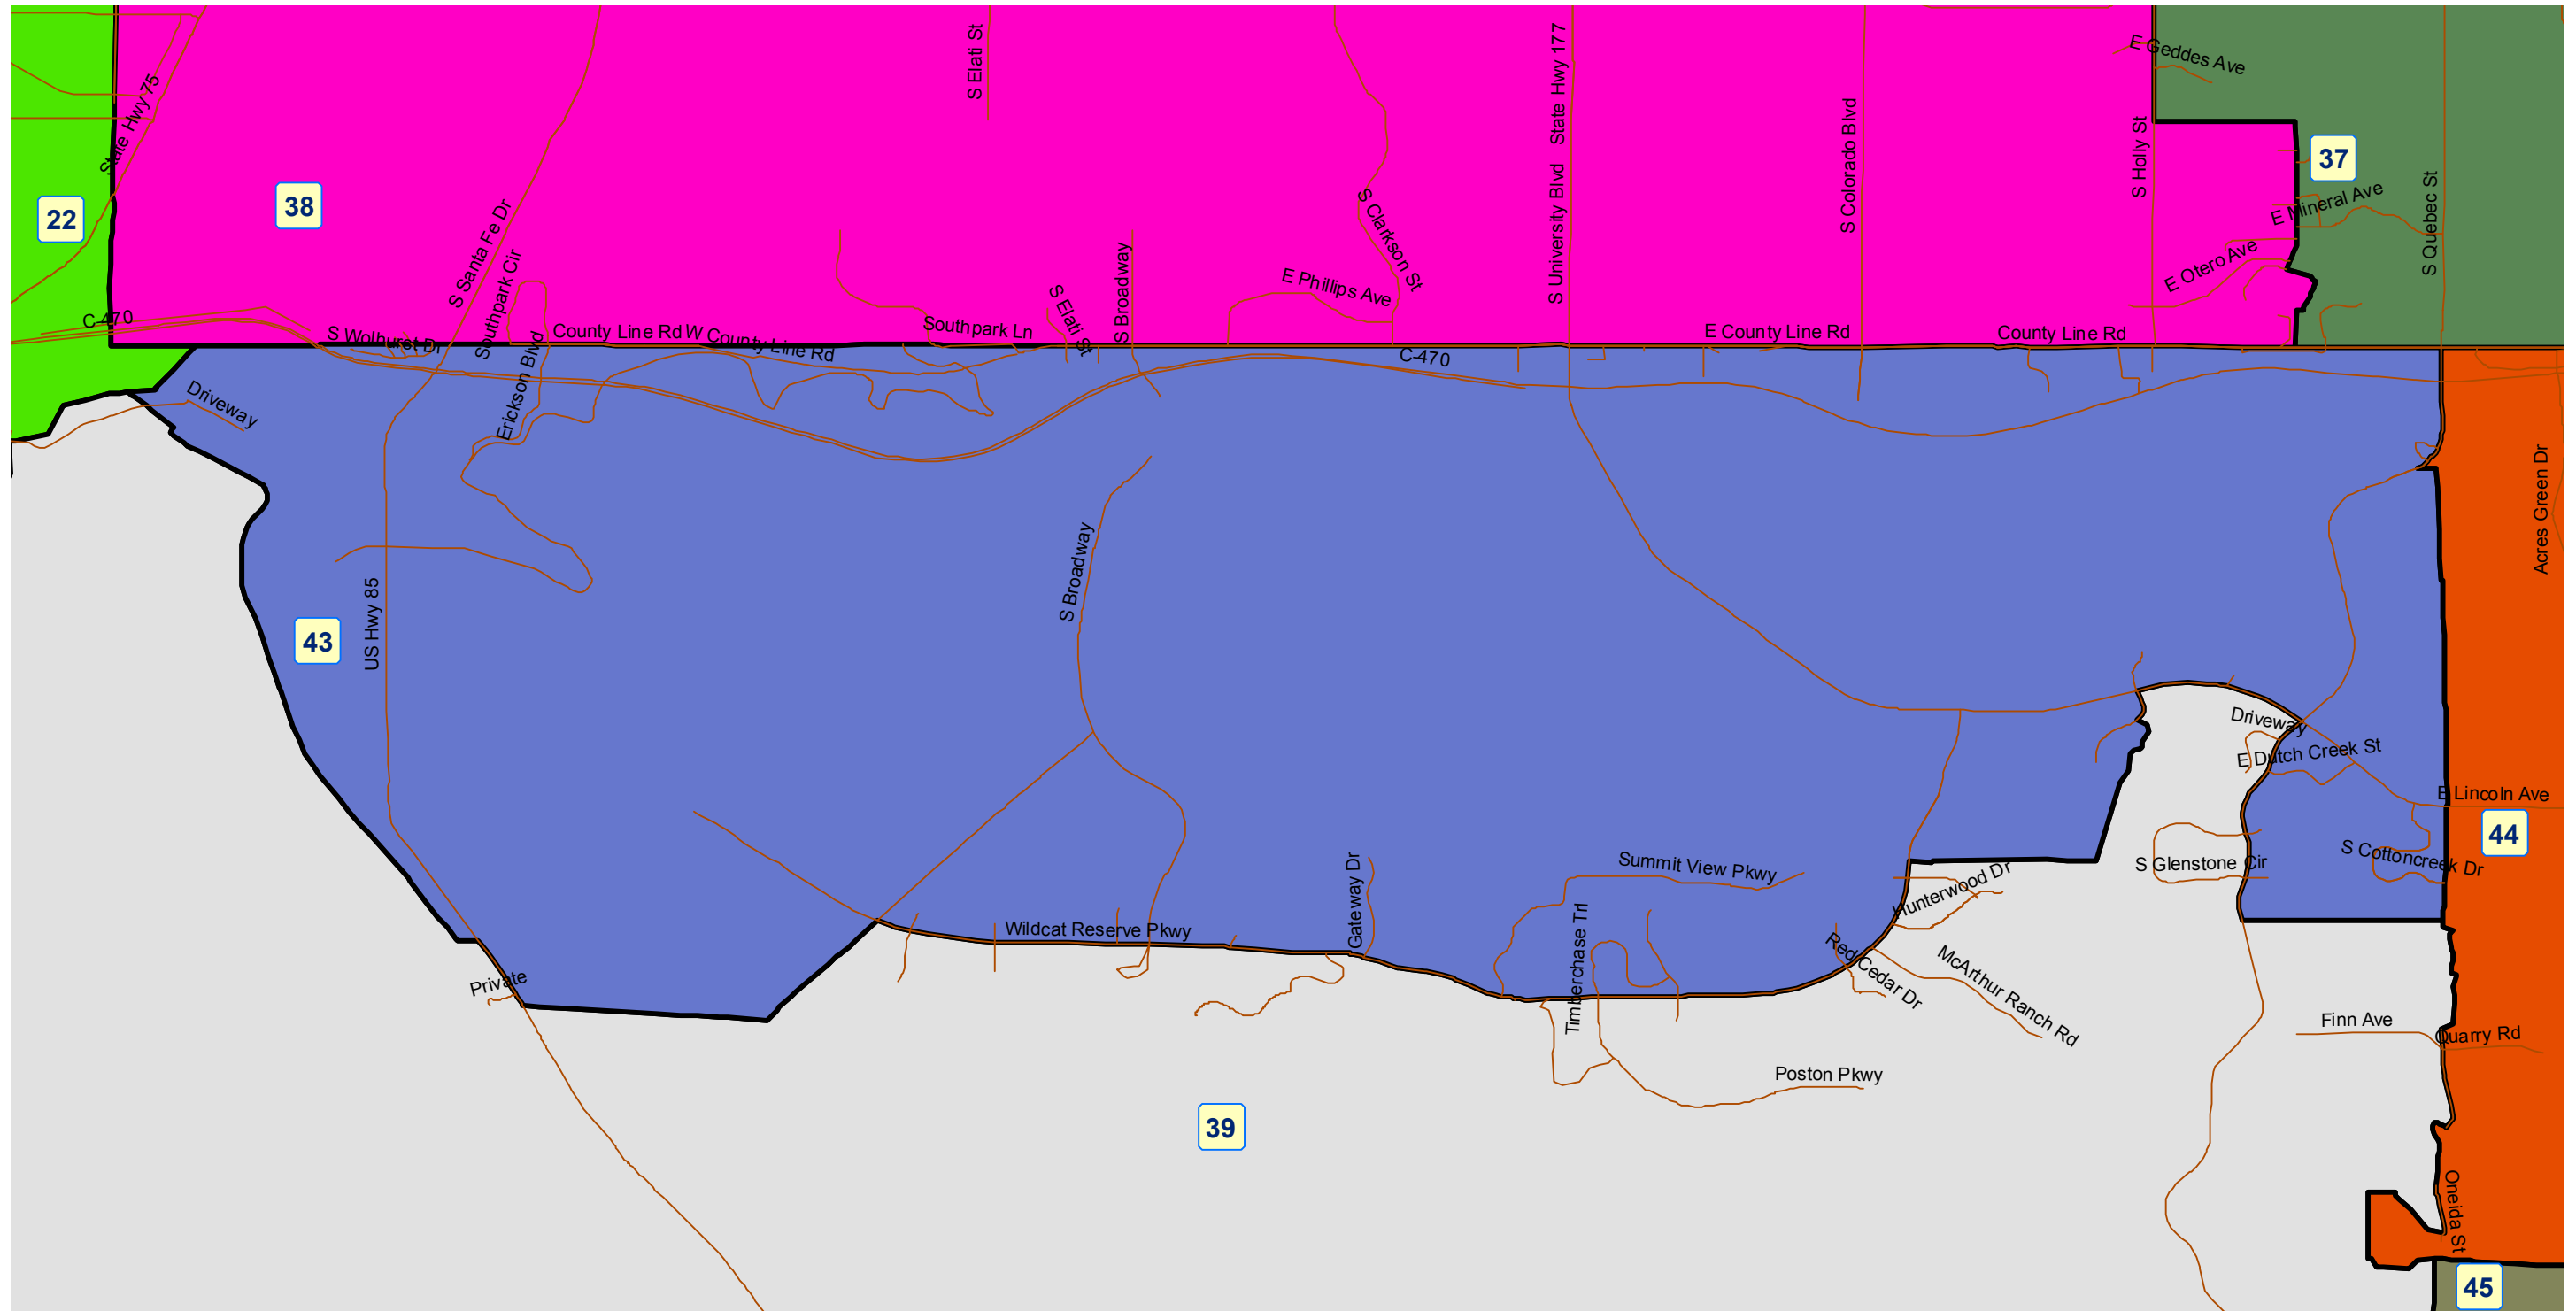 E Geddes Ave
S Elati St
State Hwy 177
State Hwy 75
S Colorado Blvd
S Holly St
37
S Quebec St
E Mineral Ave
22
38
S Santa Fe Dr
S Clarkson St
S University Blvd
E Otero Ave
Southpark Cir
S Broadway
E Phillips Ave
S Elati St
C-470
S Wolhurst Dr
County Line Rd
W County Line Rd
Southpark Ln
E County Line Rd
County Line Rd
C-470
Erickson Blvd
Driveway
Acres Green Dr
S Broadway
US Hwy 85
43
Driveway
E Dutch Creek St
E Lincoln Ave
44
Summit View Pkwy
S Glenstone Cir
S Cottoncreek Dr
Hunterwood Dr
Gateway Dr
Wildcat Reserve Pkwy
Timberchase Trl
Red Cedar Dr
McArthur Ranch Rd
Private
Finn Ave
Quarry Rd
Poston Pkwy
39
Oneida St
45